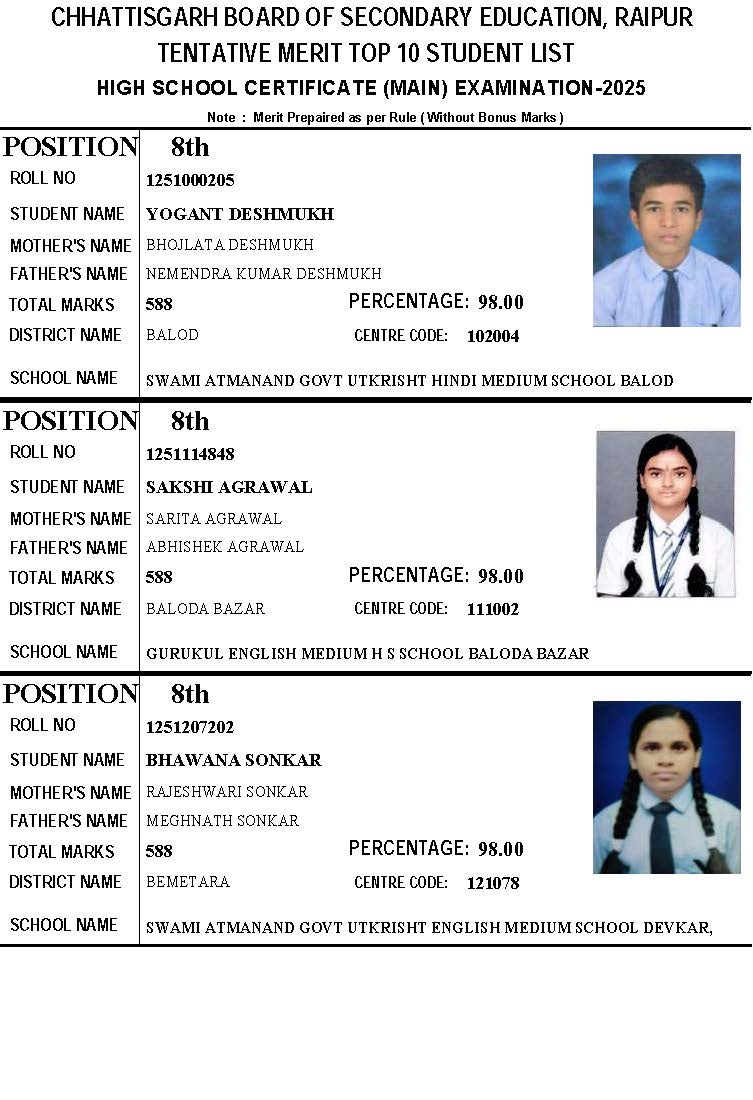 CHHATTISGARH BOARD OF SECONDARY EDUCATION, RAIPUR
TENTATIVE MERIT TOP 10 STUDENT LIST
HIGH SCHOOL CERTIFICATE (MAIN) EXAMINATION-2025
Note : Merit Prepaired as per Rule ( Without Bonus Marks )
POSITION 8th
ROLL NO 1251000205
STUDENT NAME YOGANT DESHMUKH
MOTHER'S NAME BHOJLATA DESHMUKH
FATHER'S NAME NEMENDRA KUMAR DESHMUKH
TOTAL MARKS 588 PERCENTAGE: 98.00
DISTRICT NAME BALOD CENTRE CODE: 102004
SCHOOL NAME SWAMI ATMANAND GOVT UTKRISHT HINDI MEDIUM SCHOOL BALOD
POSITION 8th
ROLL NO 1251114848
STUDENT NAME SAKSHI AGRAWAL
MOTHER'S NAME SARITA AGRAWAL
FATHER'S NAME ABHISHEK AGRAWAL
TOTAL MARKS 588 PERCENTAGE: 98.00
DISTRICT NAME BALODA BAZAR CENTRE CODE: 111002
SCHOOL NAME GURUKUL ENGLISH MEDIUM H S SCHOOL BALODA BAZAR
POSITION 8th
ROLL NO 1251207202
STUDENT NAME BHAWANA SONKAR
MOTHER'S NAME RAJESHWARI SONKAR
FATHER'S NAME MEGHNATH SONKAR
TOTAL MARKS 588 PERCENTAGE: 98.00
DISTRICT NAME BEMETARA CENTRE CODE: 121078
SCHOOL NAME SWAMI ATMANAND GOVT UTKRISHT ENGLISH MEDIUM SCHOOL DEVKAR,